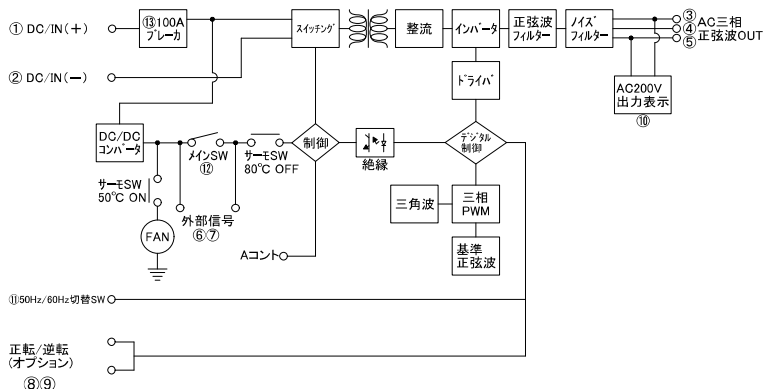 ① DC/IN(+)
⑬100A
ブレーカ
スイッチング
整流
インバータ
正弦波
フィルター
ノイズ
フィルター
③
④
⑤
AC三相
正弦波OUT
② DC/IN(−)
ドライバ
AC200V
出力表示
⑩
DC/DC
コンバータ
メインSW
⑫
サーモSW
80℃ OFF
制御
絶縁
デジタル
制御
サーモSW
50℃ ON
外部信号
⑥⑦
三角波
三相
PWM
FAN
Aコント
基準
正弦波
⑪50Hz/60Hz切替SW
正転/逆転
(オプション)
⑧⑨